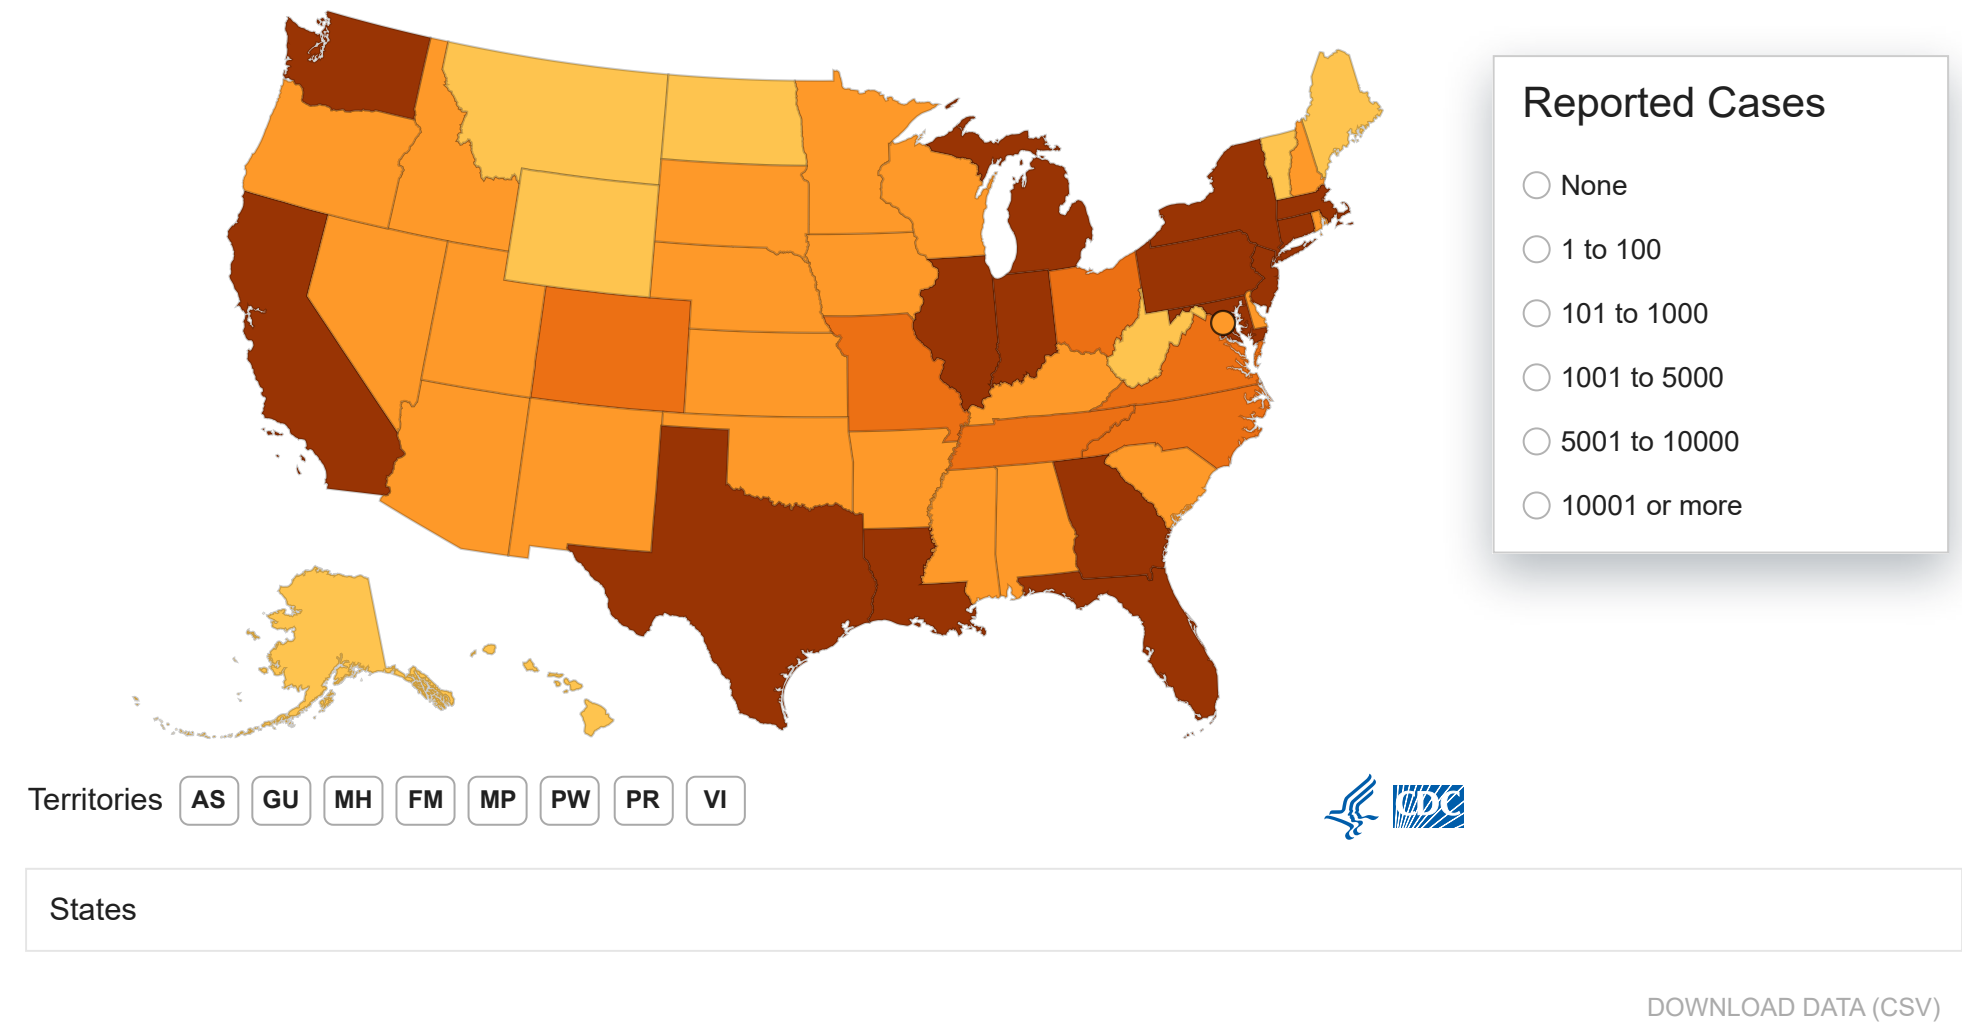 Reported Cases
None
1 to 100
101 to 1000
1001 to 5000
5001 to 10000
10001 or more
Territories AS GU MH FM MP PW PR VI
CDC
States
DOWNLOAD DATA (CSV)